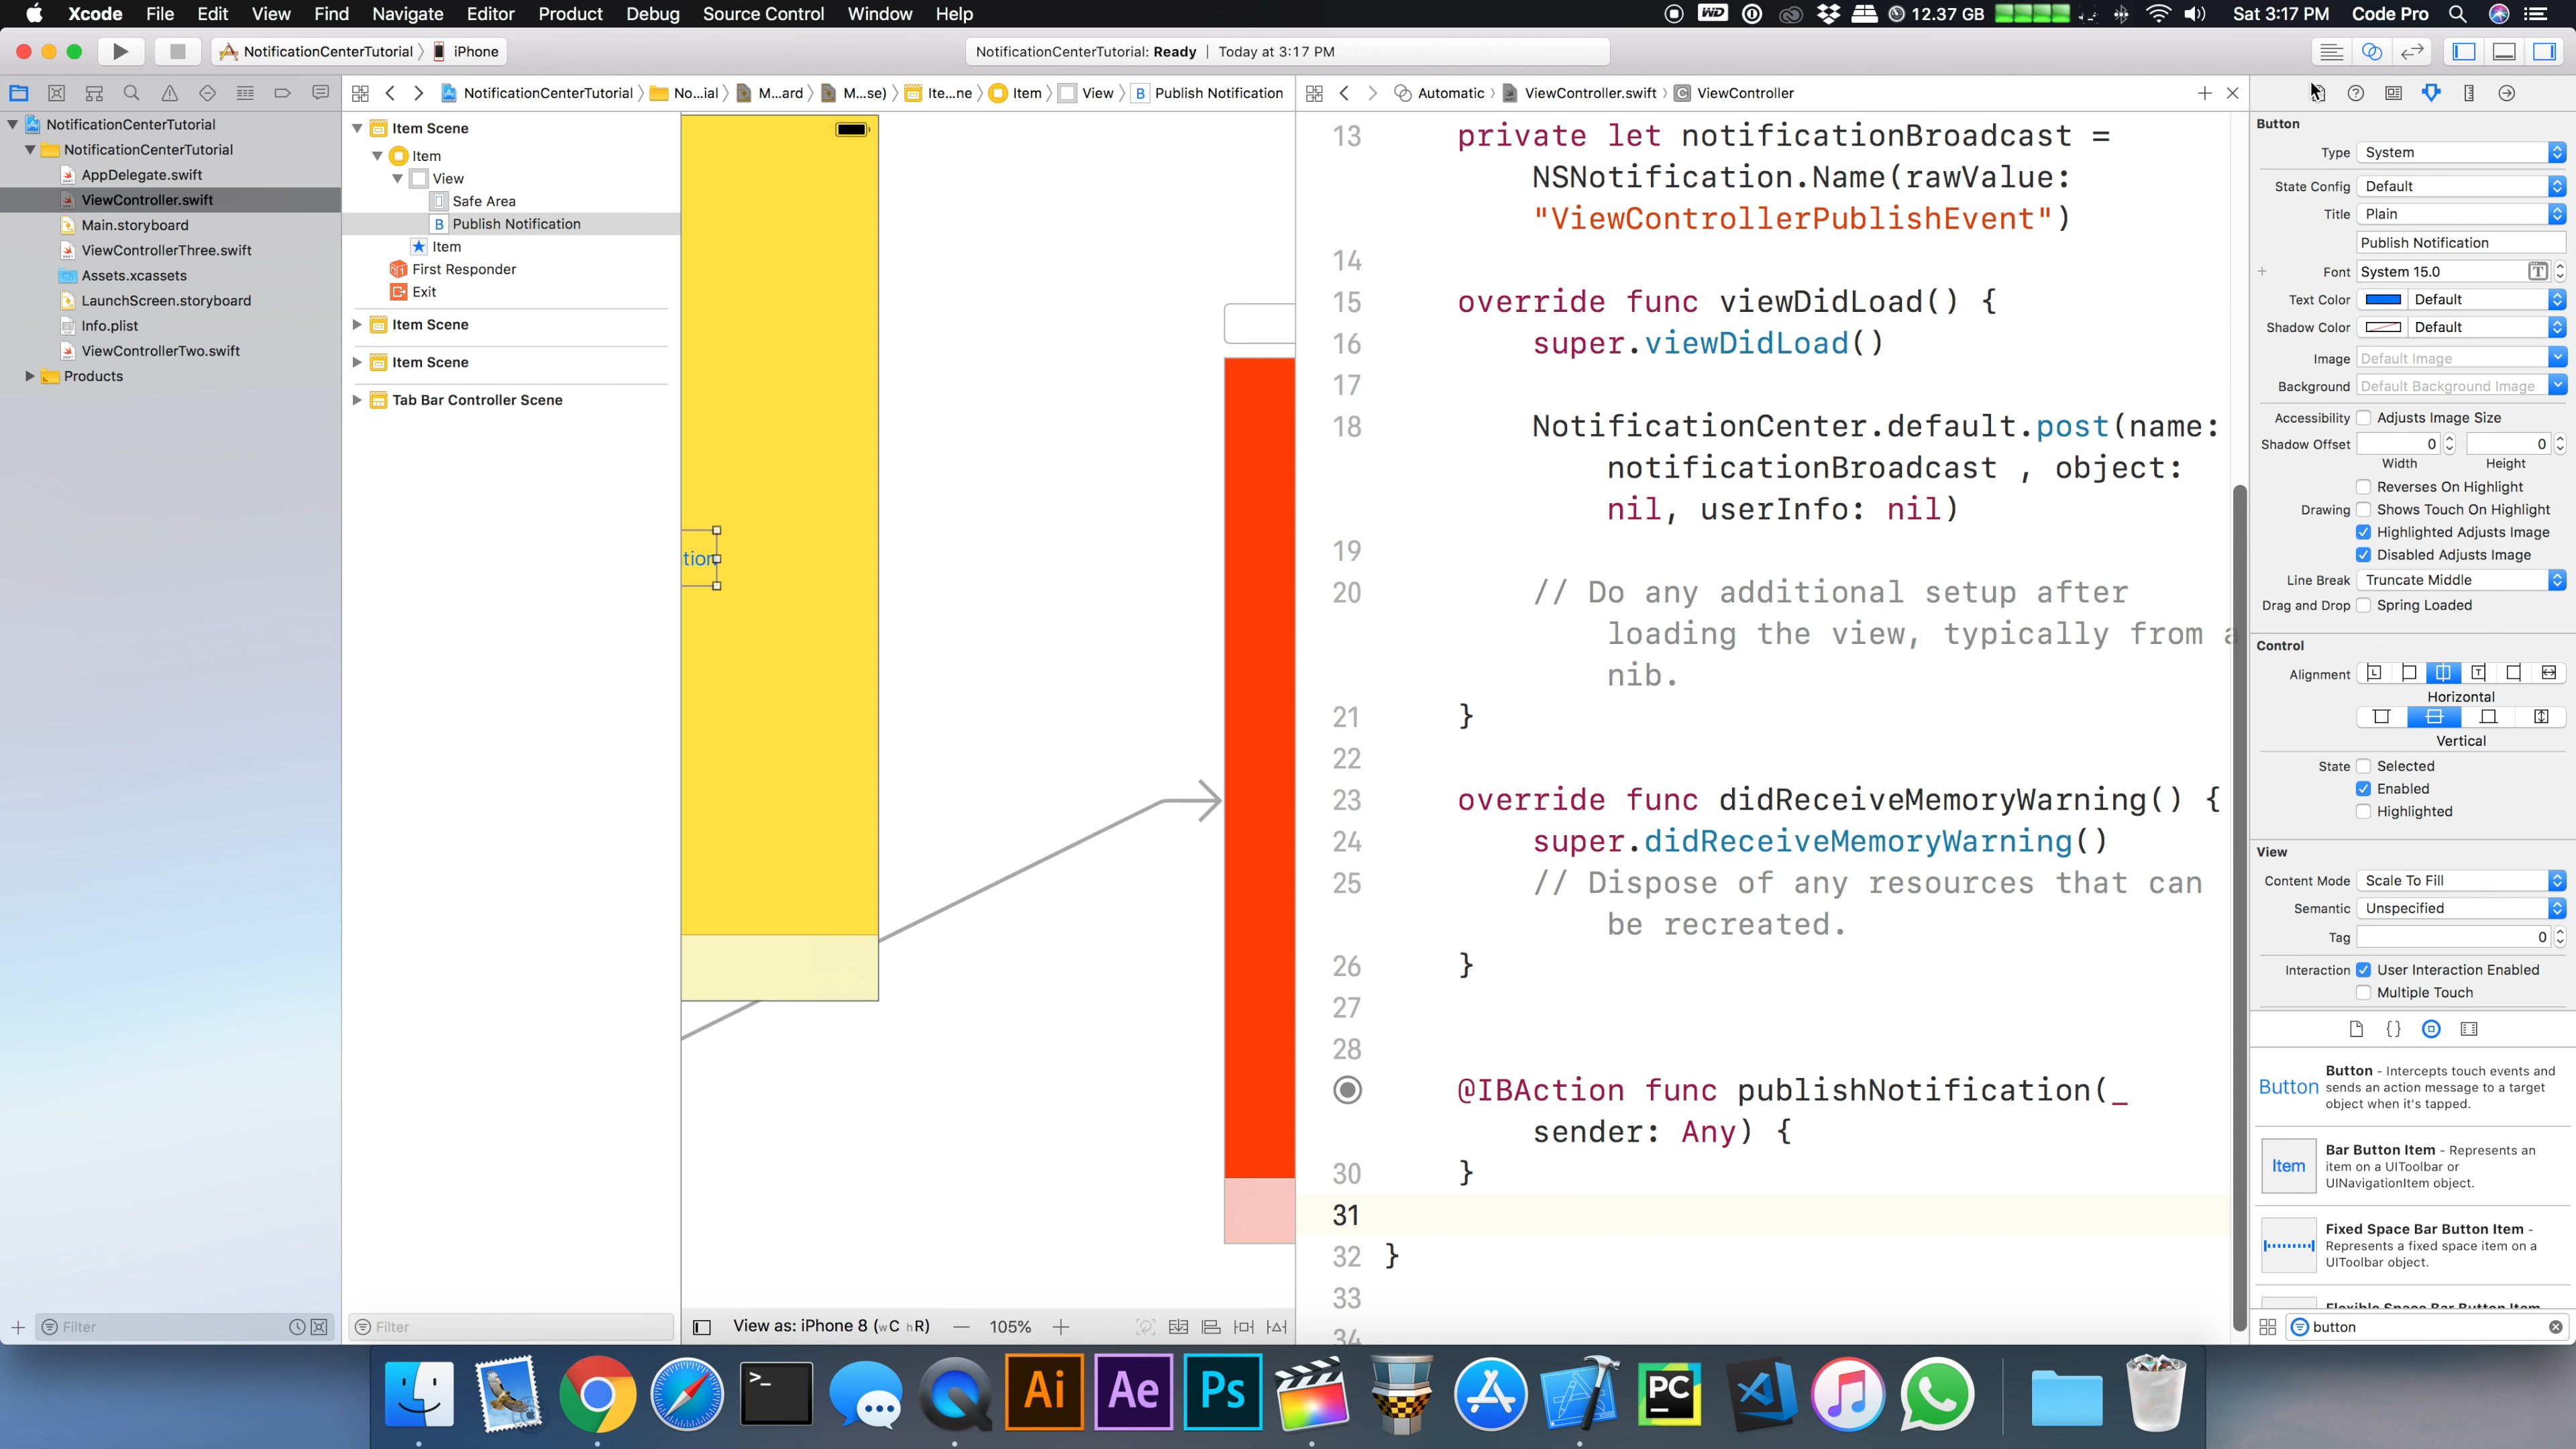 Xcode File Edit View Find Navigate Editor Product Debug Source Control Window Help
WD 12.37 GB Sat 3:17 PM Code Pro
NotificationCenterTutorial iPhone
NotificationCenterTutorial: Ready | Today at 3:17 PM
NotificationCenterTutorial No...ial M...ard M...se) Ite...ne Item View B Publish Notification
Automatic ViewController.swift C ViewController
NotificationCenterTutorial
NotificationCenterTutorial
AppDelegate.swift
ViewController.swift
Main.storyboard
ViewControllerThree.swift
Assets.xcassets
LaunchScreen.storyboard
Info.plist
ViewControllerTwo.swift
Products
Filter
Item Scene
Item
View
Safe Area
B Publish Notification
Item
First Responder
Exit
Item Scene
Item Scene
Tab Bar Controller Scene
Filter
tion
View as: iPhone 8 (wC hR) — 105% +
13 private let notificationBroadcast =
NSNotification.Name(rawValue:
"ViewControllerPublishEvent")
14
15 override func viewDidLoad() {
16 super.viewDidLoad()
17
18 NotificationCenter.default.post(name:
notificationBroadcast , object:
nil, userInfo: nil)
19
20 // Do any additional setup after
loading the view, typically from a
nib.
21 }
22
23 override func didReceiveMemoryWarning() {
24 super.didReceiveMemoryWarning()
25 // Dispose of any resources that can
be recreated.
26 }
27
28
@IBAction func publishNotification(_
sender: Any) {
30 }
31
32 }
33
34
Button
Type System
State Config Default
Title Plain
Publish Notification
+ Font System 15.0 T
Text Color Default
Shadow Color Default
Image Default Image
Background Default Background Image
Accessibility Adjusts Image Size
Shadow Offset 0 0
Width Height
Reverses On Highlight
Drawing Shows Touch On Highlight
Highlighted Adjusts Image
Disabled Adjusts Image
Line Break Truncate Middle
Drag and Drop Spring Loaded
Control
Alignment
Horizontal
Vertical
State Selected
Enabled
Highlighted
View
Content Mode Scale To Fill
Semantic Unspecified
Tag 0
Interaction User Interaction Enabled
Multiple Touch
{}
Button
Button - Intercepts touch events and
sends an action message to a target
object when it's tapped.
Item
Bar Button Item - Represents an
item on a UIToolbar or
UINavigationItem object.
Fixed Space Bar Button Item -
Represents a fixed space item on a
UIToolbar object.
Flexible Space Bar Button Item
button
>_
Ai Ae Ps PC